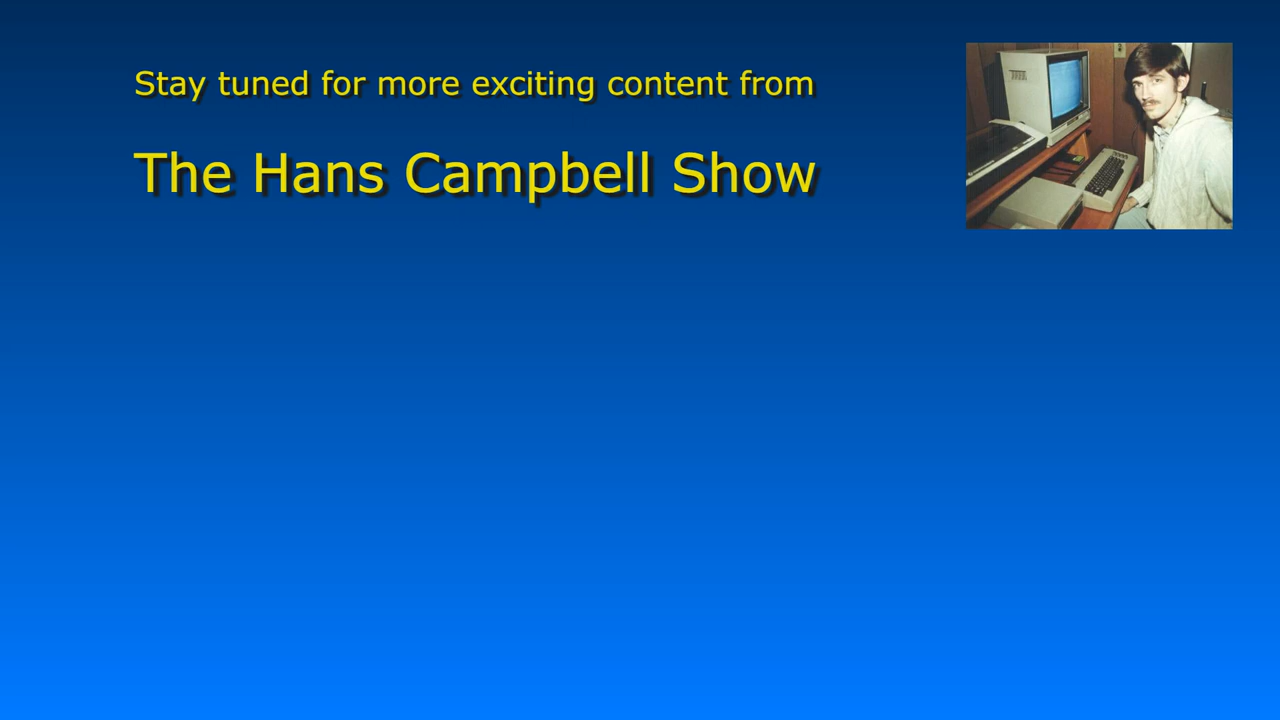 Stay tuned for more exciting content from
The Hans Campbell Show